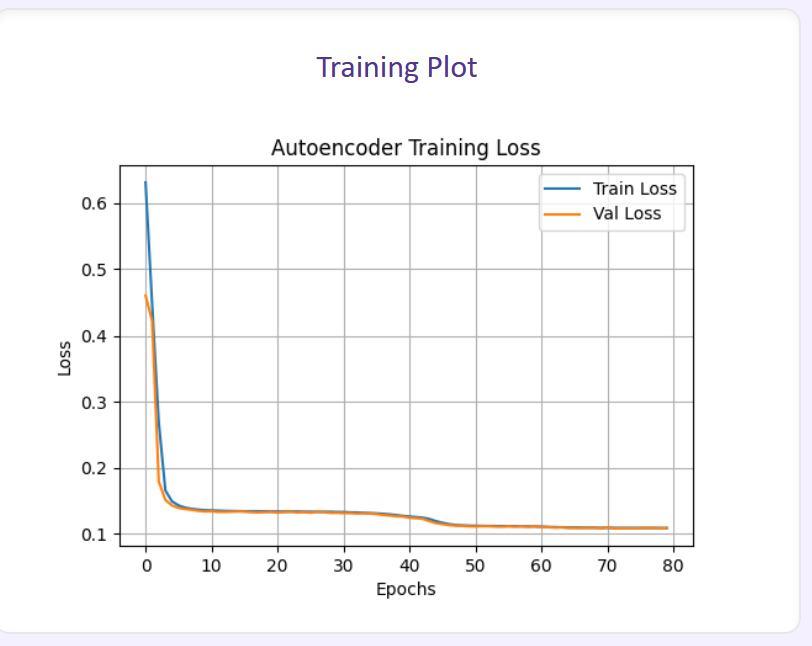 Training Plot
Autoencoder Training Loss
Train Loss
Val Loss
0.6
0.5
0.4
0.3
0.2
0.1
Loss
0 10 20 30 40 50 60 70 80
Epochs